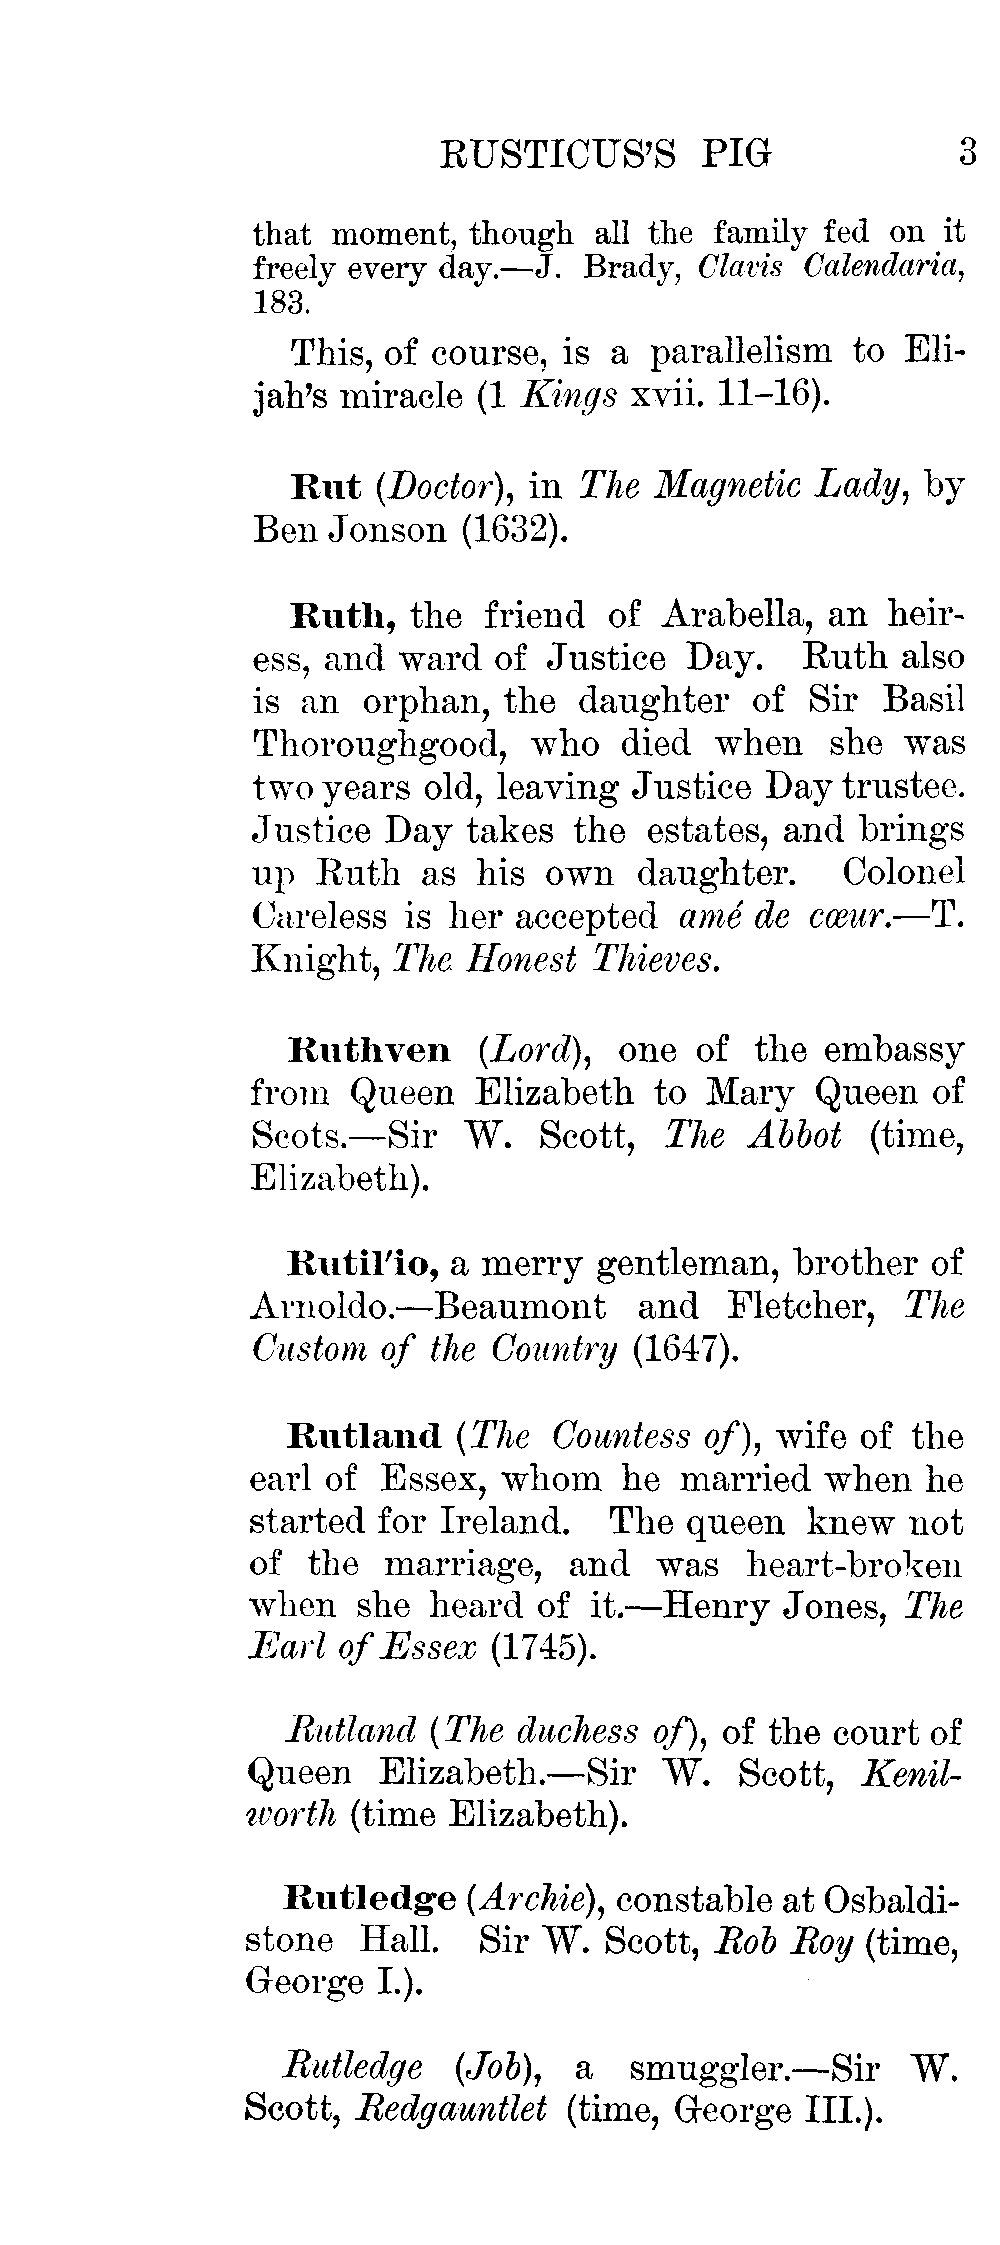 RUSTICUS'S PIG 3
that moment, though all the family fed on it
freely every day.—J. Brady, Clavis Calendaria,
183.
This, of course, is a parallelism to Eli-
jah's miracle (1 Kings xvii. 11–16).
Rut (Doctor), in The Magnetic Lady, by
Ben Jonson (1632).
Ruth, the friend of Arabella, an heir-
ess, and ward of Justice Day. Ruth also
is an orphan, the daughter of Sir Basil
Thoroughgood, who died when she was
two years old, leaving Justice Day trustee.
Justice Day takes the estates, and brings
up Ruth as his own daughter. Colonel
Careless is her accepted amé de cœur.—T.
Knight, The Honest Thieves.
Ruthven (Lord), one of the embassy
from Queen Elizabeth to Mary Queen of
Scots.—Sir W. Scott, The Abbot (time,
Elizabeth).
Rutil'io, a merry gentleman, brother of
Arnoldo.—Beaumont and Fletcher, The
Custom of the Country (1647).
Rutland (The Countess of), wife of the
earl of Essex, whom he married when he
started for Ireland. The queen knew not
of the marriage, and was heart-broken
when she heard of it.—Henry Jones, The
Earl of Essex (1745).
Rutland (The duchess of), of the court of
Queen Elizabeth.—Sir W. Scott, Kenil-
worth (time Elizabeth).
Rutledge (Archie), constable at Osbaldi-
stone Hall. Sir W. Scott, Rob Roy (time,
George I.).
Rutledge (Job), a smuggler.—Sir W.
Scott, Redgauntlet (time, George III.).